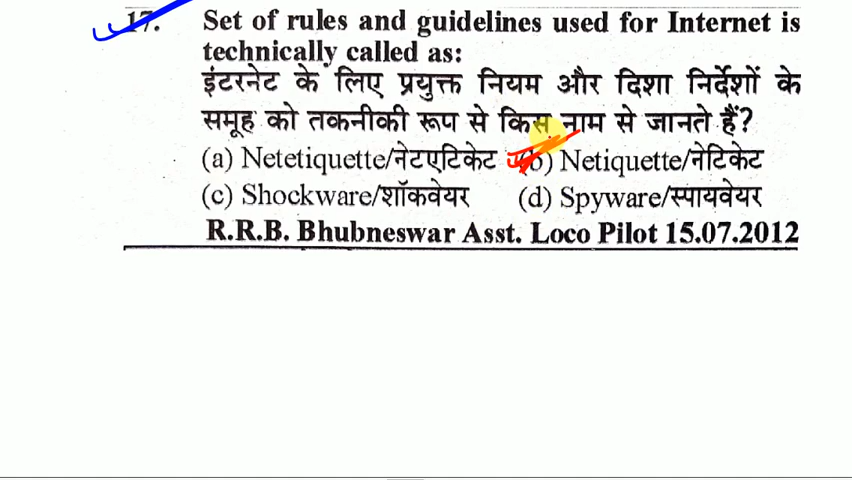 17. Set of rules and guidelines used for Internet is
technically called as:
इंटरनेट के लिए प्रयुक्त नियम और दिशा निर्देशों के
समूह को तकनीकी रूप से किस नाम से जानते हैं?
(a) Netetiquette/नेटएटिकेट (b) Netiquette/नेटिकेट
(c) Shockware/शॉकवेयर (d) Spyware/स्पायवेयर
R.R.B. Bhubneswar Asst. Loco Pilot 15.07.2012